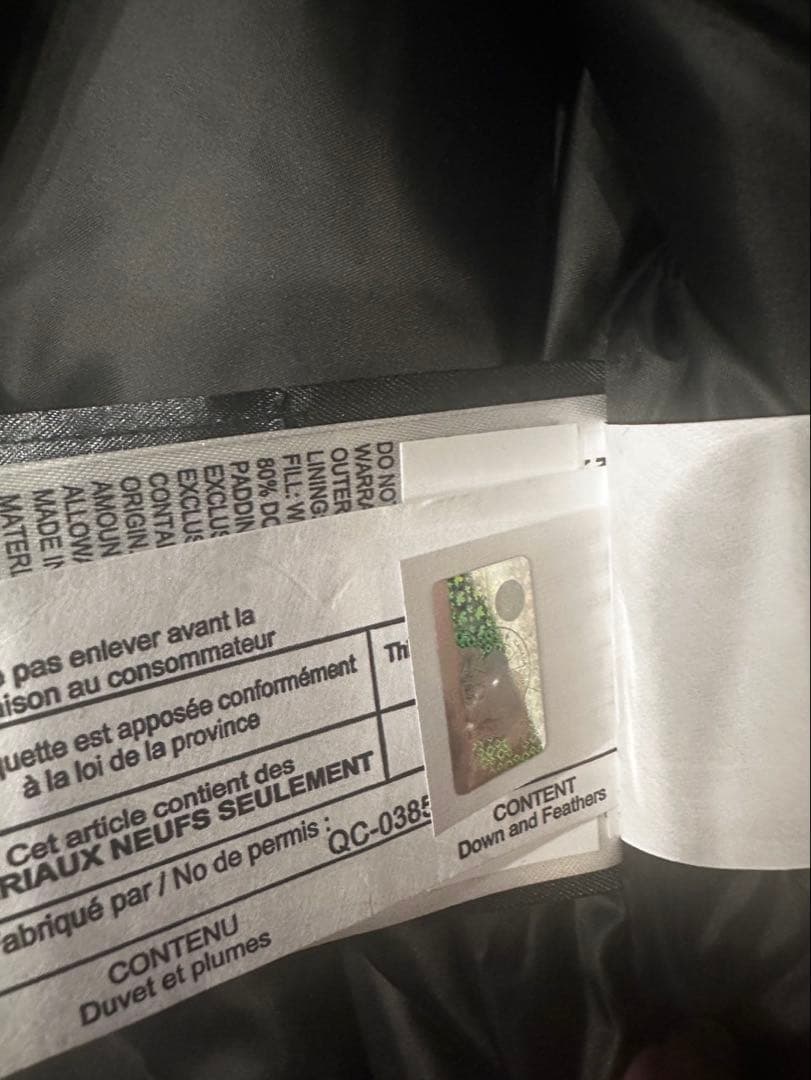 DO NO
WARRA
OUTER
LINING
FILL: W
80% DO
PADDIN
EXCLU
EXCLUS
CONTA
ORIGIN
AMOUN
ALLOW
MADE IN
MATERI
pas enlever avant la
aison au consommateur
quette est apposée conformément
à la loi de la province
Thi
Cet article contient des
RIAUX NEUFS SEULEMENT
abriqué par / No de permis :
QC-0385
CONTENU
Duvet et plumes
CONTENT
Down and Feathers